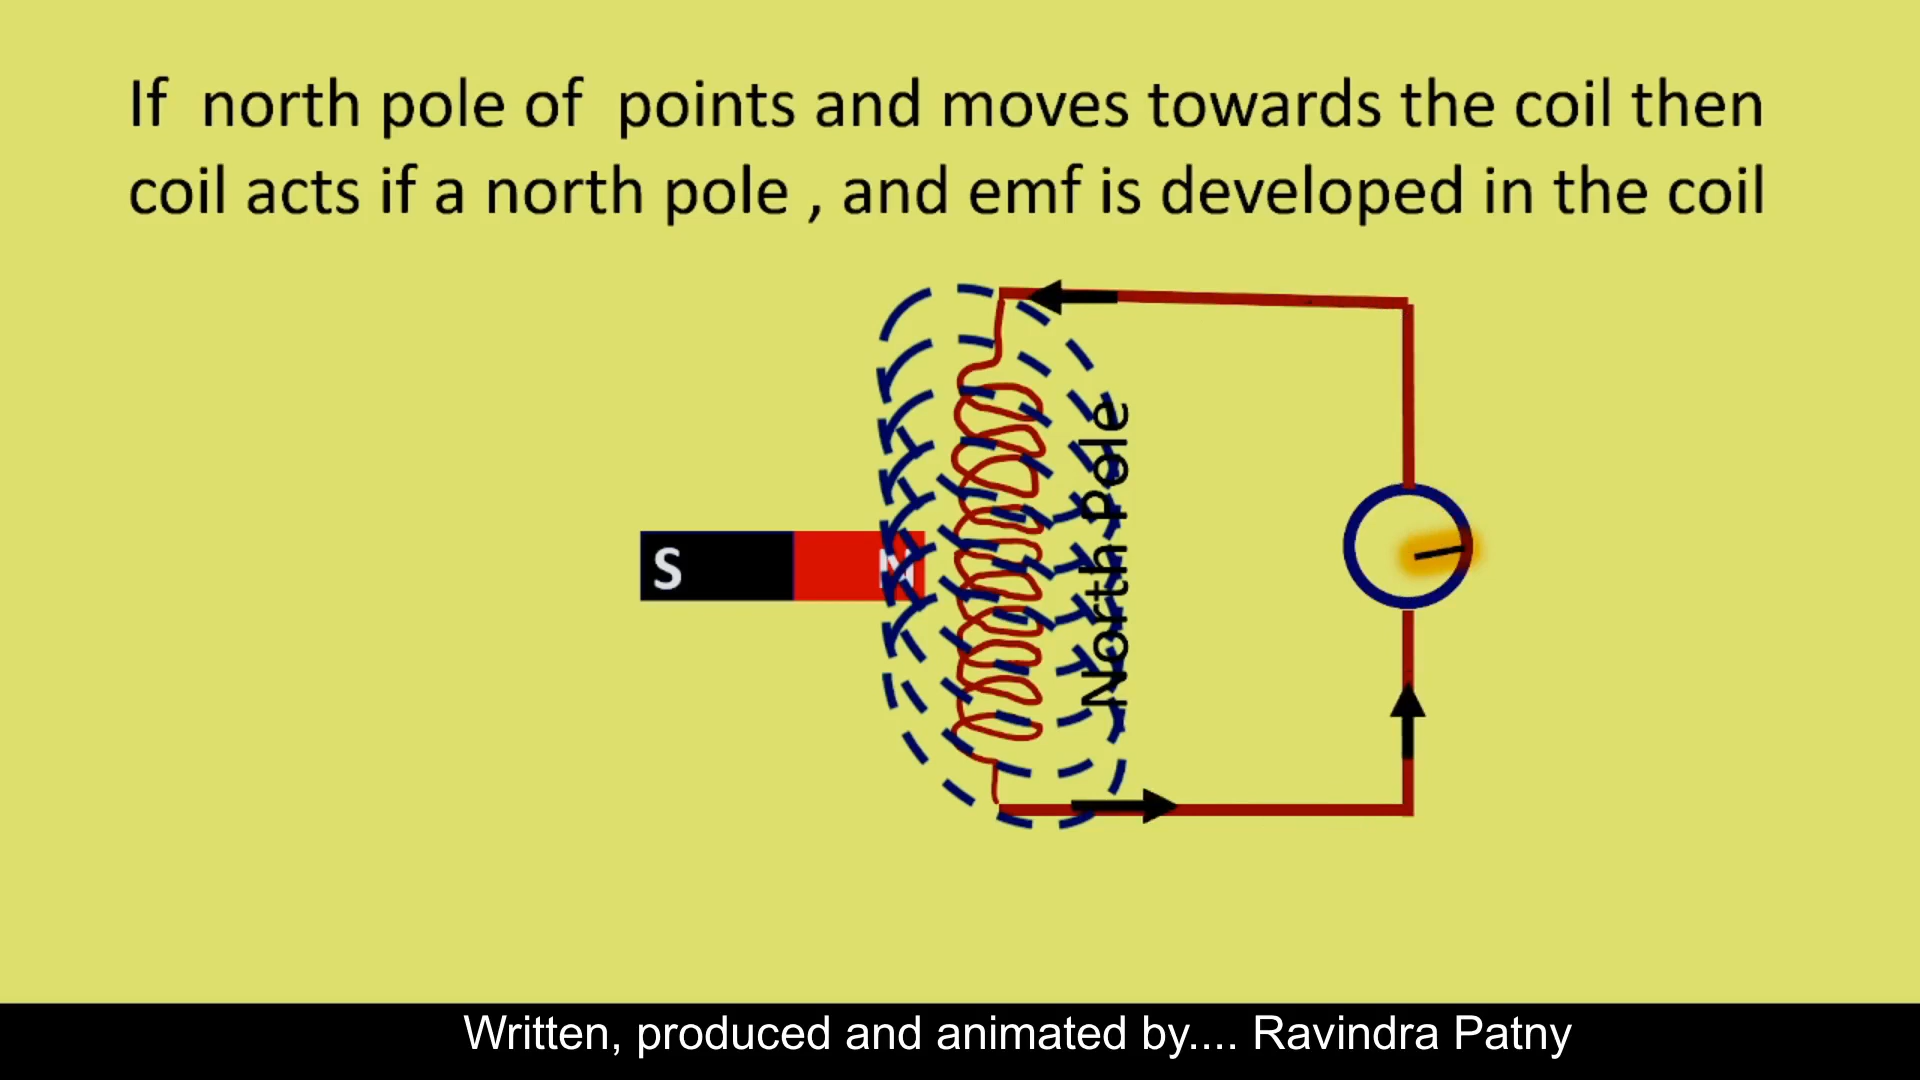 If north pole of points and moves towards the coil then
coil acts if a north pole , and emf is developed in the coil
North Pole
S
N
Written, produced and animated by.... Ravindra Patny